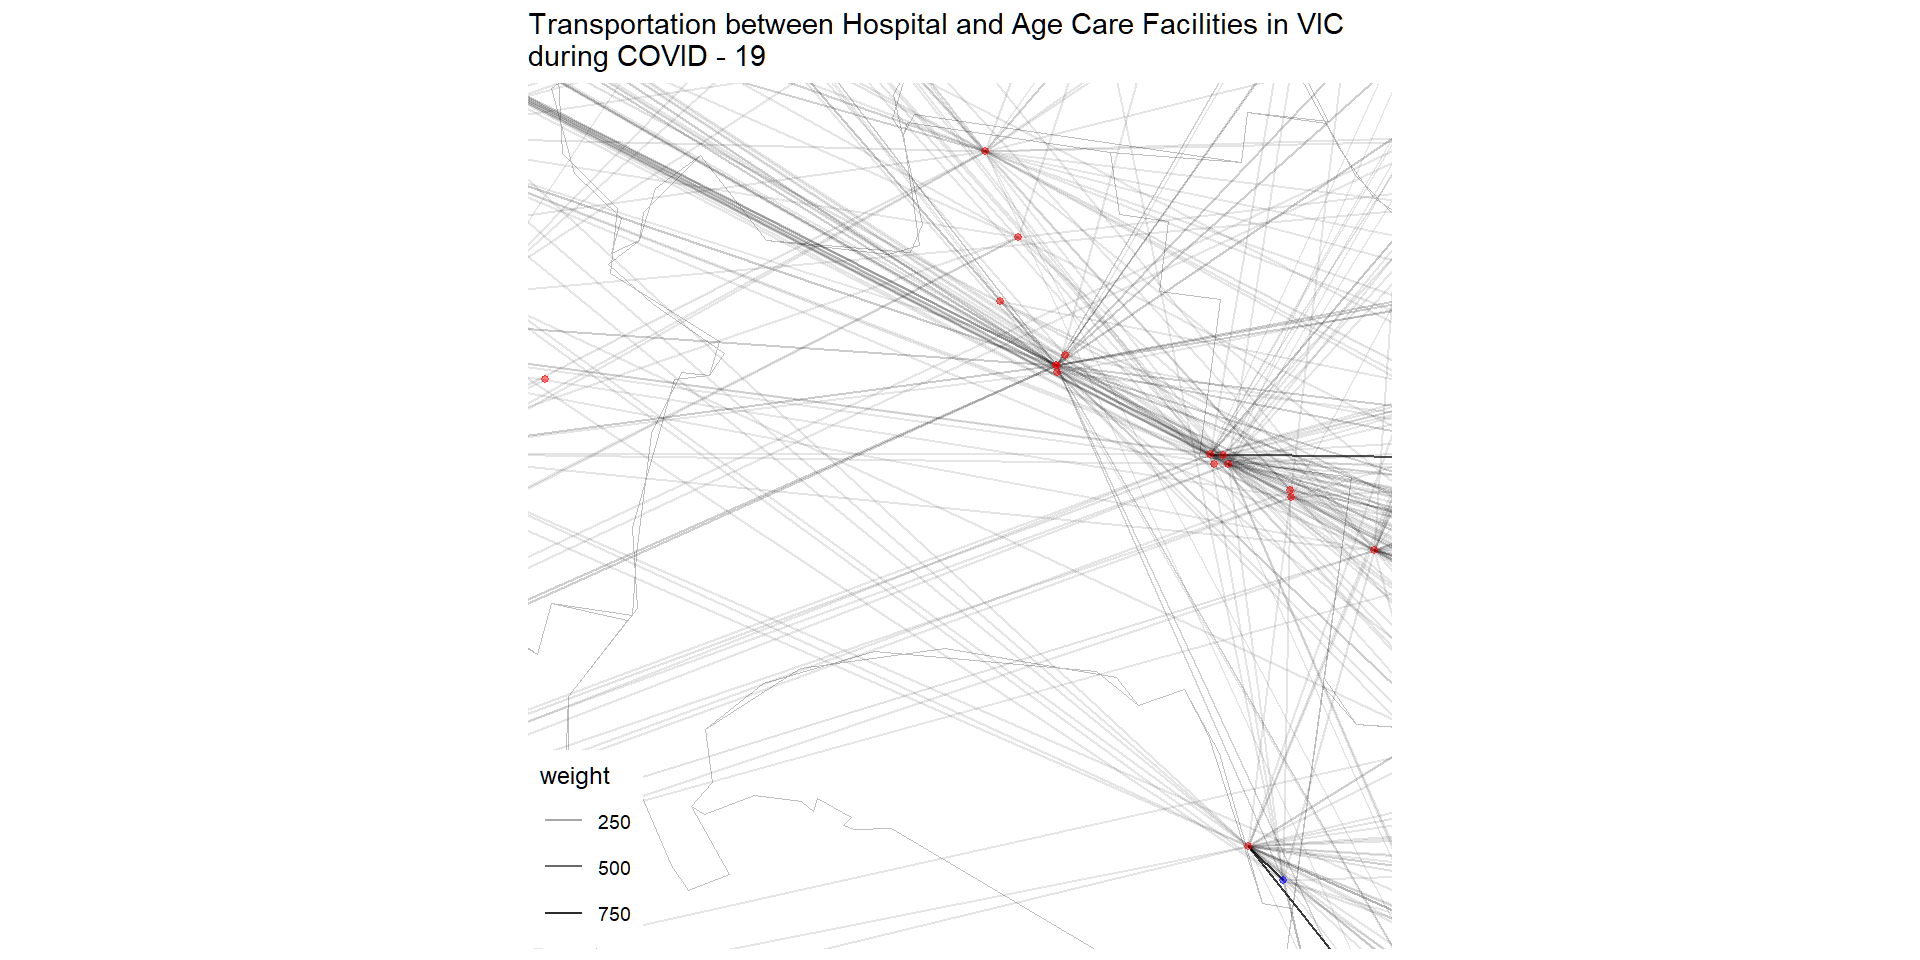 Transportation between Hospital and Age Care Facilities in VIC
during COVID - 19
weight
250
500
750